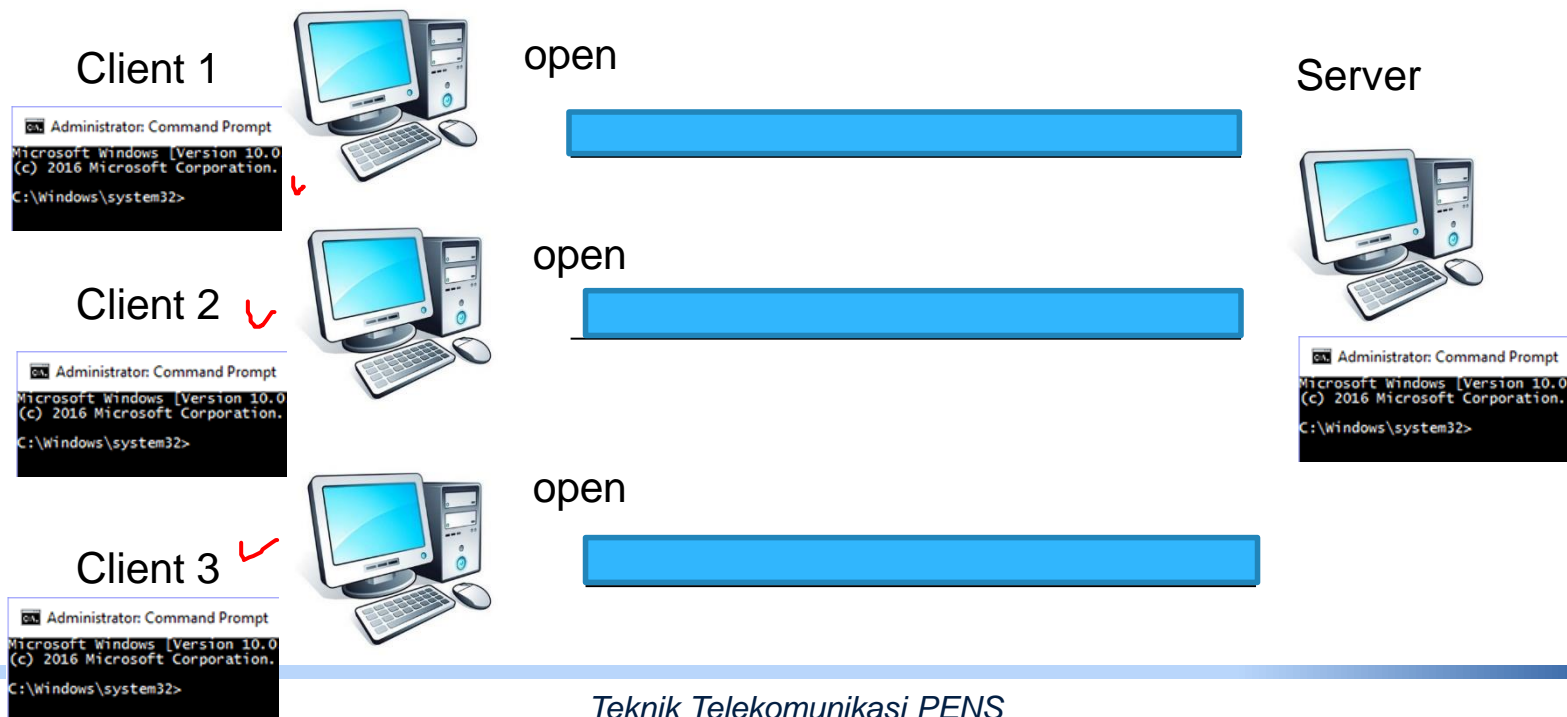 Client 1
open
Server
Administrator: Command Prompt
Microsoft Windows [Version 10.0
(c) 2016 Microsoft Corporation.
C:\Windows\system32>
Client 2
open
Administrator: Command Prompt
Microsoft Windows [Version 10.0
(c) 2016 Microsoft Corporation.
C:\Windows\system32>
Administrator: Command Prompt
Microsoft Windows [Version 10.0
(c) 2016 Microsoft Corporation.
C:\Windows\system32>
Client 3
open
Administrator: Command Prompt
Microsoft Windows [Version 10.0
(c) 2016 Microsoft Corporation.
C:\Windows\system32>
Teknik Telekomunikasi PENS